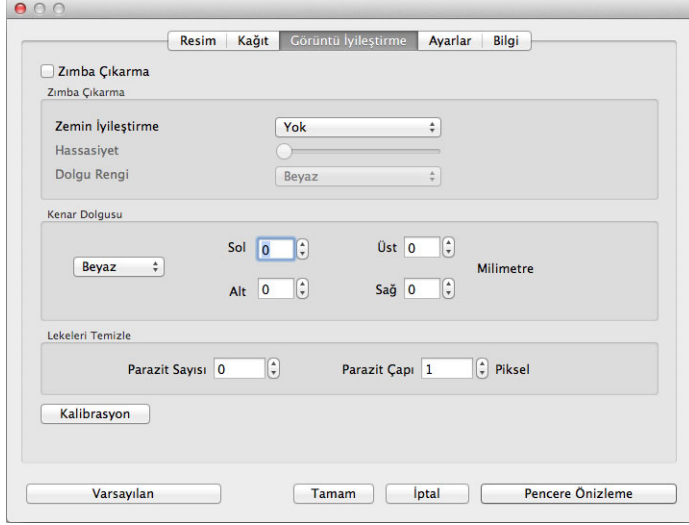 Resim Kağıt Görüntü İyileştirme Ayarlar Bilgi
Zımba Çıkarma
Zımba Çıkarma
Zemin İyileştirme Yok
Hassasiyet
Dolgu Rengi Beyaz
Kenar Dolgusu
Sol 0 Üst 0
Beyaz Milimetre
Alt 0 Sağ 0
Lekeleri Temizle
Parazit Sayısı 0 Parazit Çapı 1 Piksel
Kalibrasyon
Varsayılan Tamam İptal Pencere Önizleme